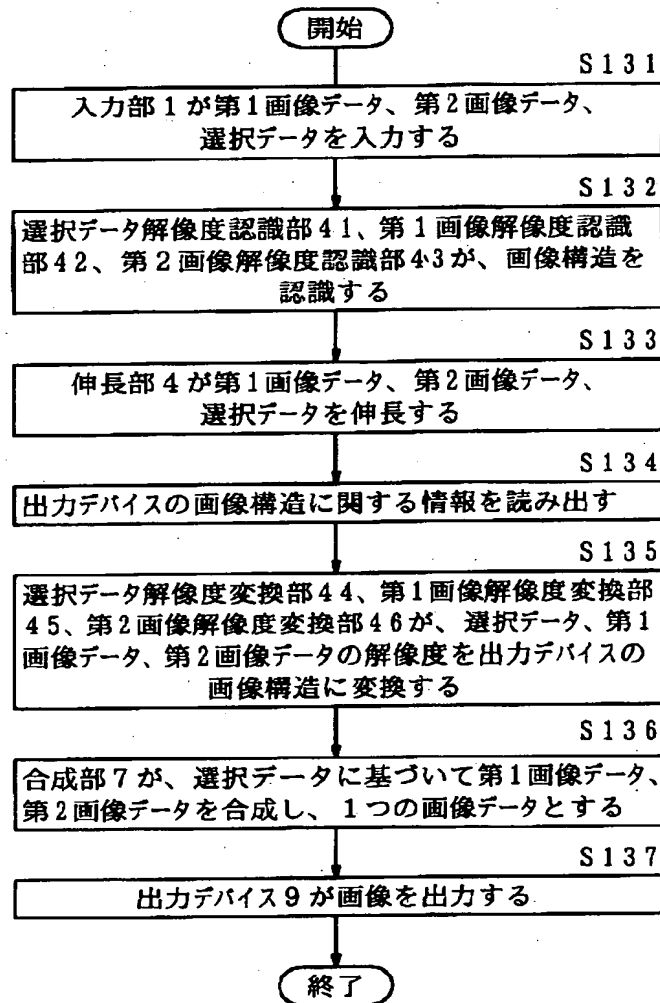 開始
S131
入力部1が第1画像データ、第2画像データ、
選択データを入力する
S132
選択データ解像度認識部41、第1画像解像度認識
部42、第2画像解像度認識部43が、画像構造を
認識する
S133
伸長部4が第1画像データ、第2画像データ、
選択データを伸長する
S134
出力デバイスの画像構造に関する情報を読み出す
S135
選択データ解像度変換部44、第1画像解像度変換部
45、第2画像解像度変換部46が、選択データ、第1
画像データ、第2画像データの解像度を出力デバイスの
画像構造に変換する
S136
合成部7が、選択データに基づいて第1画像データ、
第2画像データを合成し、1つの画像データとする
S137
出力デバイス9が画像を出力する
終了